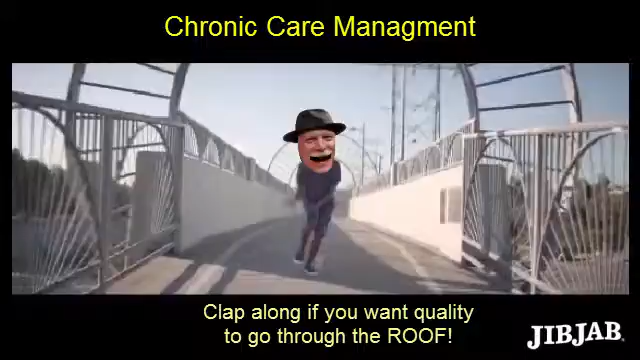 Chronic Care Managment
Clap along if you want quality
to go through the ROOF!
JIBJAB